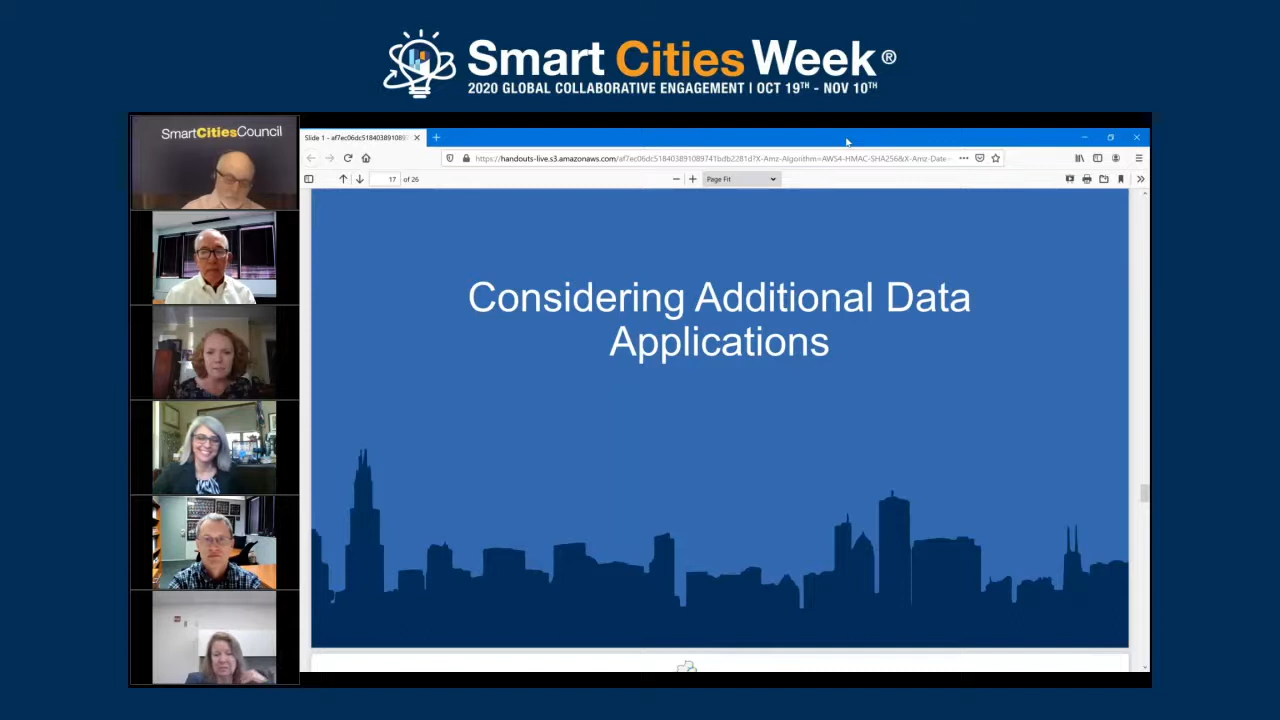 Smart Cities Week®
2020 GLOBAL COLLABORATIVE ENGAGEMENT | OCT 19TH - NOV 10TH
SmartCitiesCouncil
17 of 26
Page Fit
Considering Additional Data
Applications